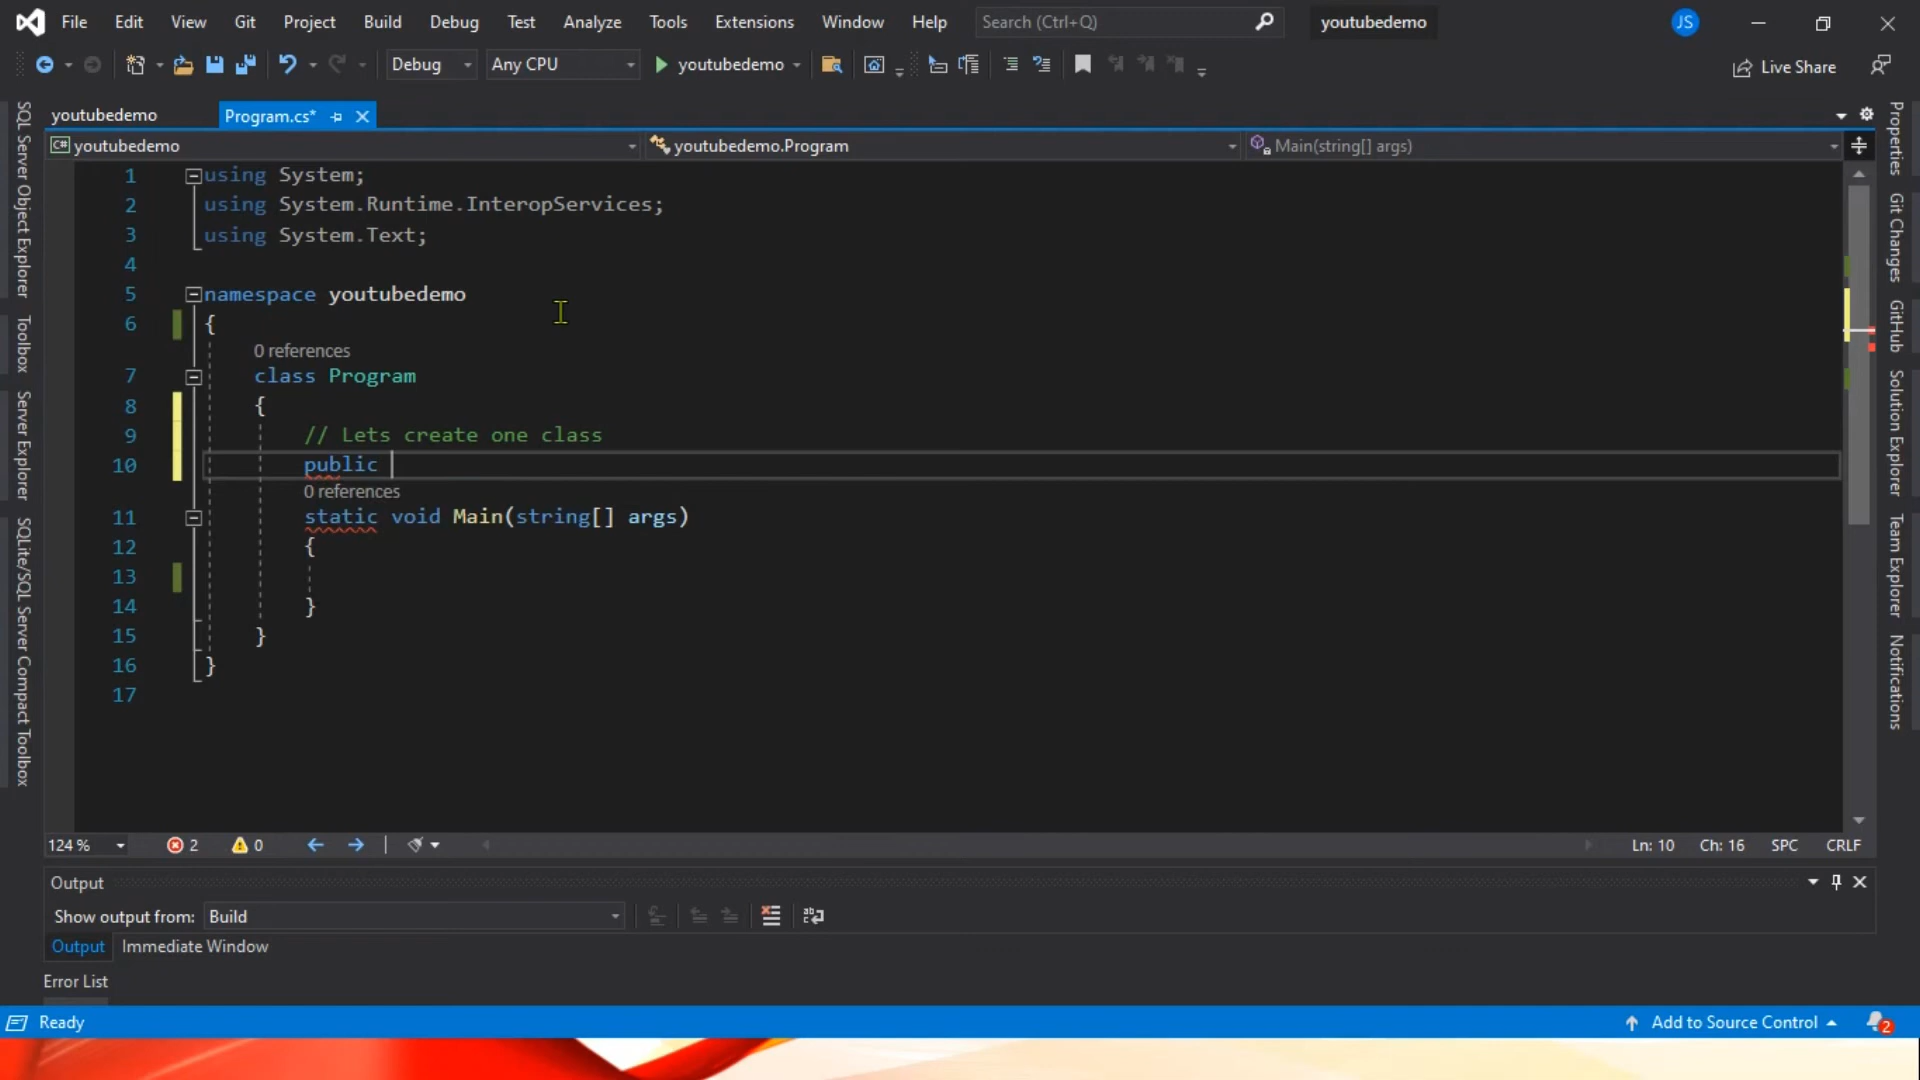 File Edit View Git Project Build Debug Test Analyze Tools Extensions Window Help Search (Ctrl+Q) youtubedemo JS
Debug Any CPU youtubedemo Live Share
youtubedemo Program.cs*
C# youtubedemo youtubedemo.Program Main(string[] args)
SQL Server Object Explorer
Toolbox
Server Explorer
SQLite/SQL Server Compact Toolbox
1 using System;
2 using System.Runtime.InteropServices;
3 using System.Text;
4
5 namespace youtubedemo
6 {
0 references
7 class Program
8 {
9 // Lets create one class
10 public
0 references
11 static void Main(string[] args)
12 {
13
14 }
15 }
16 }
17
Properties
Git Changes
GitHub
Solution Explorer
Team Explorer
Notifications
124 % 2 0 Ln: 10 Ch: 16 SPC CRLF
Output
Show output from: Build
Output Immediate Window
Error List
Ready Add to Source Control 2